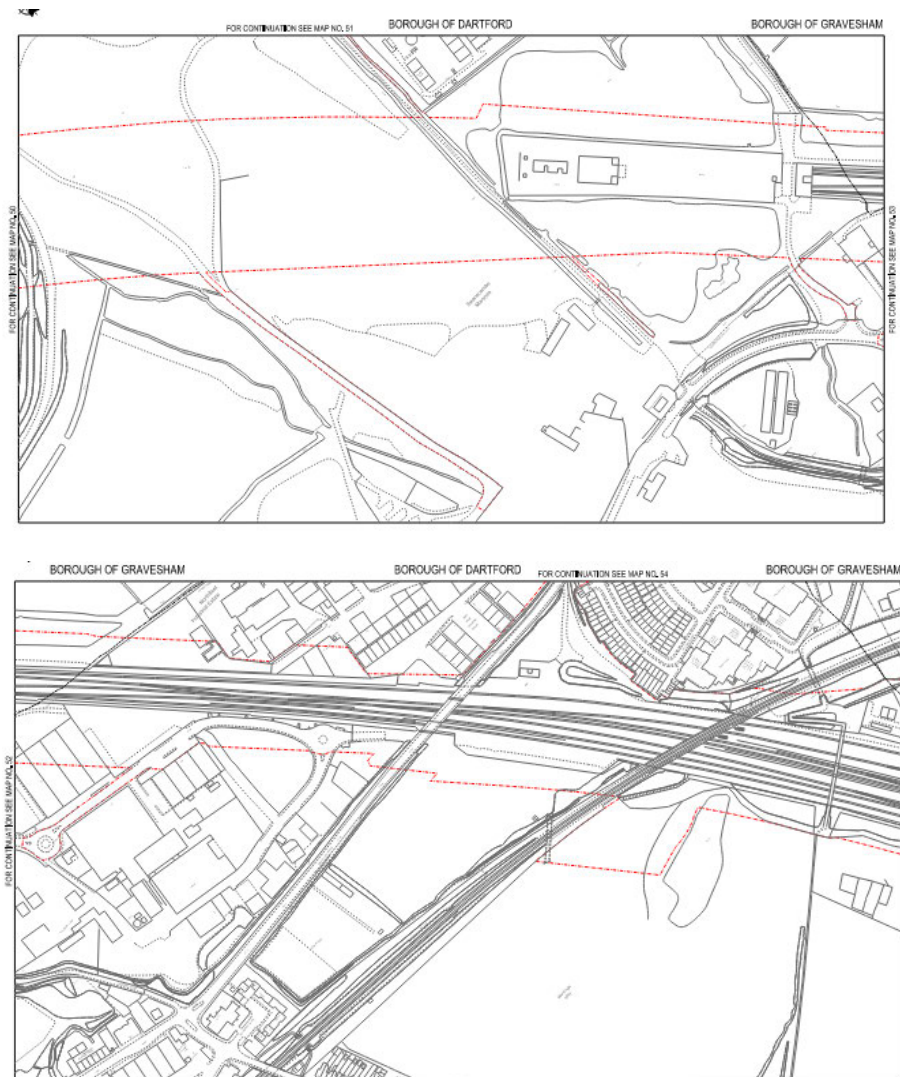 FOR CONTINUATION SEE MAP NO. 51
BOROUGH OF DARTFORD
BOROUGH OF GRAVESHAM
FOR CONTINUATION SEE MAP NO. 50
FOR CONTINUATION SEE MAP NO. 53
BOROUGH OF GRAVESHAM
BOROUGH OF DARTFORD
FOR CONTINUATION SEE MAP NO. 54
BOROUGH OF GRAVESHAM
FOR CONTINUATION SEE MAP NO. 52